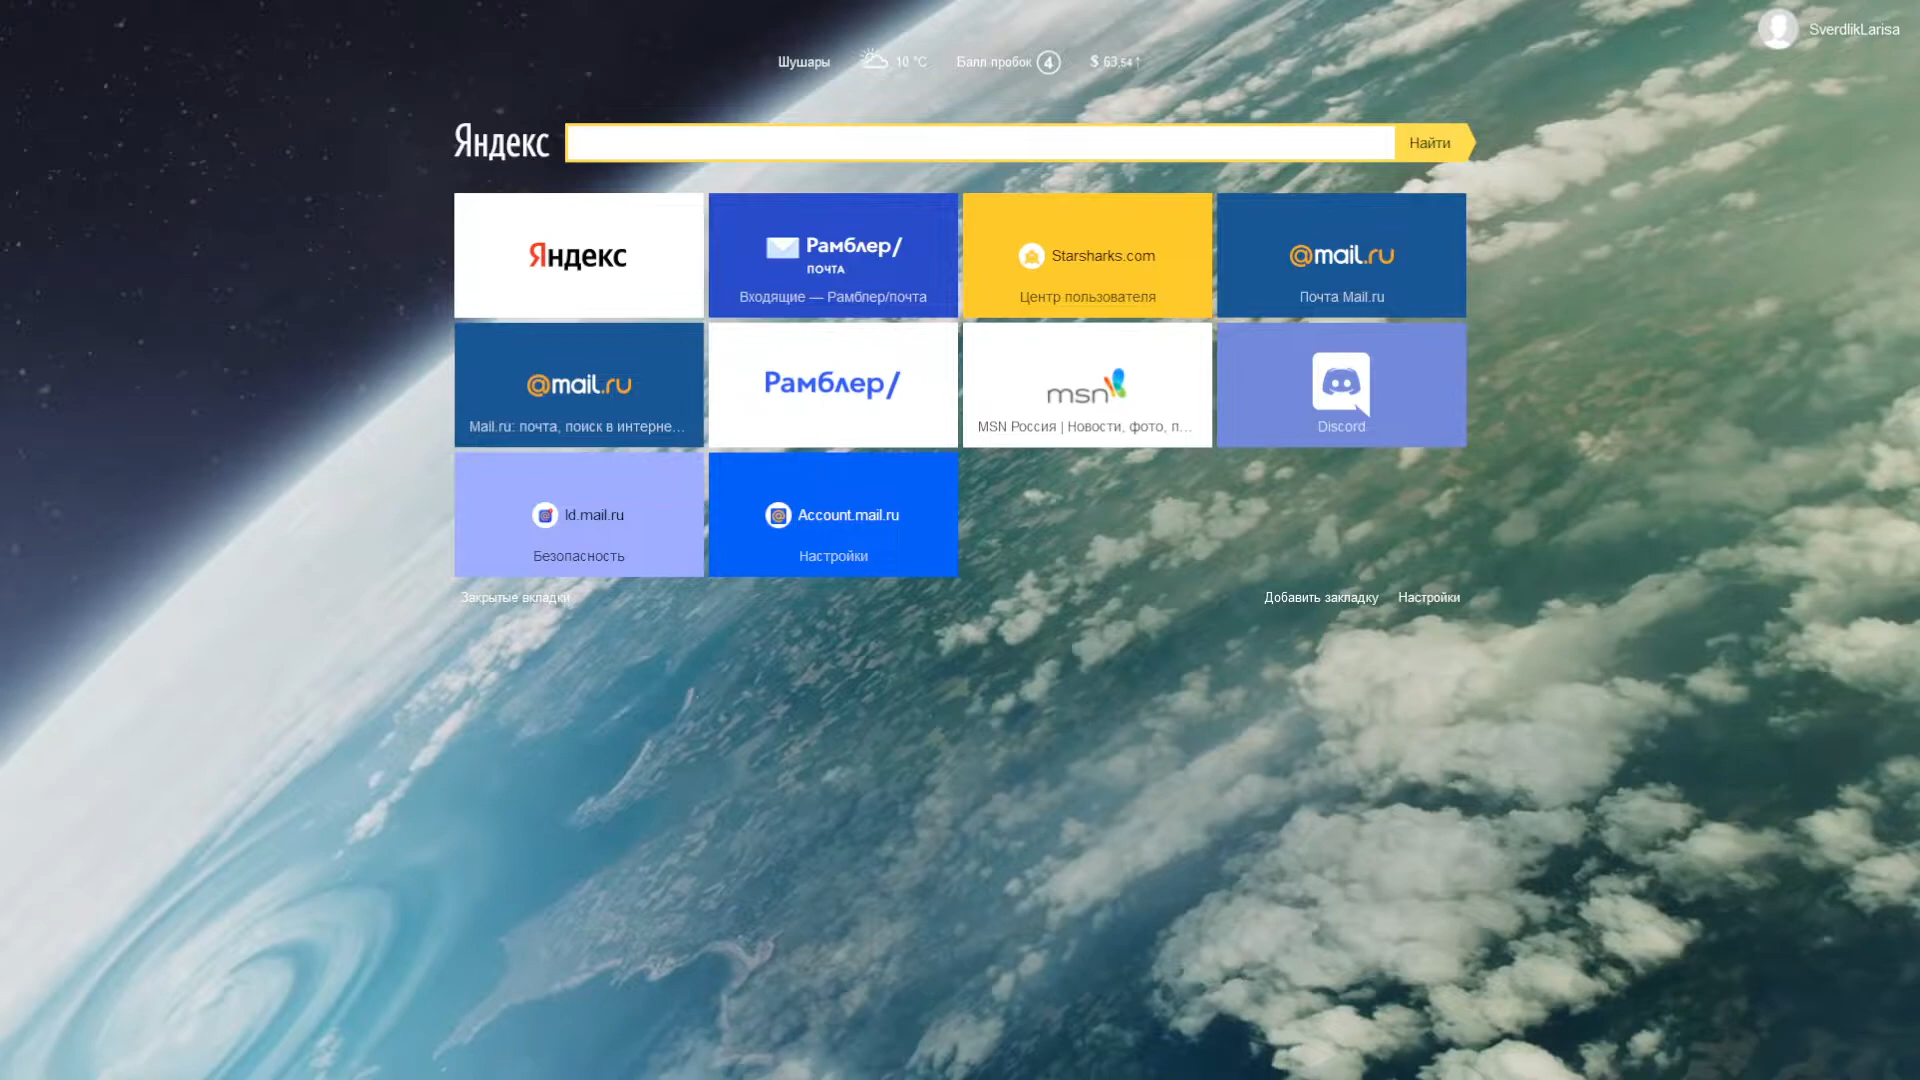 SverdlikLarisa
Шушары 10 °C Балл пробок 4 $ 63,54 ↑
Яндекс Найти
Яндекс
Рамблер/
почта
Входящие — Рамблер/почта
Starsharks.com
Центр пользователя
@mail.ru
Почта Mail.ru
@mail.ru
Mail.ru: почта, поиск в интерне...
Рамблер/
msn
MSN Россия | Новости, фото, п...
Discord
Id.mail.ru
Безопасность
Account.mail.ru
Настройки
Закрытые вкладки
Добавить закладку Настройки